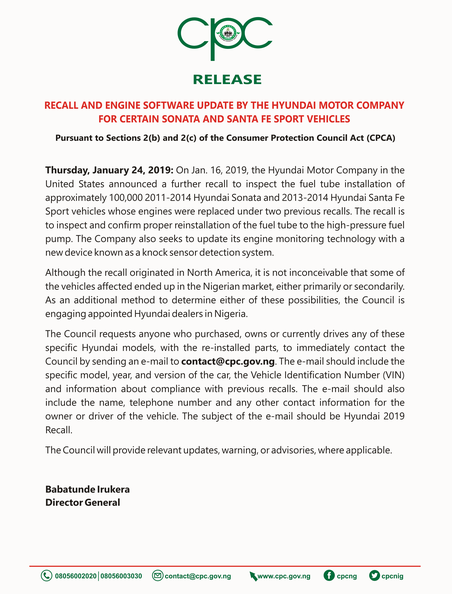 cpc
RELEASE
RECALL AND ENGINE SOFTWARE UPDATE BY THE HYUNDAI MOTOR COMPANY
FOR CERTAIN SONATA AND SANTA FE SPORT VEHICLES
Pursuant to Sections 2(b) and 2(c) of the Consumer Protection Council Act (CPCA)
Thursday, January 24, 2019: On Jan. 16, 2019, the Hyundai Motor Company in the
United States announced a further recall to inspect the fuel tube installation of
approximately 100,000 2011-2014 Hyundai Sonata and 2013-2014 Hyundai Santa Fe
Sport vehicles whose engines were replaced under two previous recalls. The recall is
to inspect and confirm proper reinstallation of the fuel tube to the high-pressure fuel
pump. The Company also seeks to update its engine monitoring technology with a
new device known as a knock sensor detection system.
Although the recall originated in North America, it is not inconceivable that some of
the vehicles affected ended up in the Nigerian market, either primarily or secondarily.
As an additional method to determine either of these possibilities, the Council is
engaging appointed Hyundai dealers in Nigeria.
The Council requests anyone who purchased, owns or currently drives any of these
specific Hyundai models, with the re-installed parts, to immediately contact the
Council by sending an e-mail to contact@cpc.gov.ng. The e-mail should include the
specific model, year, and version of the car, the Vehicle Identification Number (VIN)
and information about compliance with previous recalls. The e-mail should also
include the name, telephone number and any other contact information for the
owner or driver of the vehicle. The subject of the e-mail should be Hyundai 2019
Recall.
The Council will provide relevant updates, warning, or advisories, where applicable.
Babatunde Irukera
Director General
08056002020|08056003030 contact@cpc.gov.ng www.cpc.gov.ng cpcng cpcnig